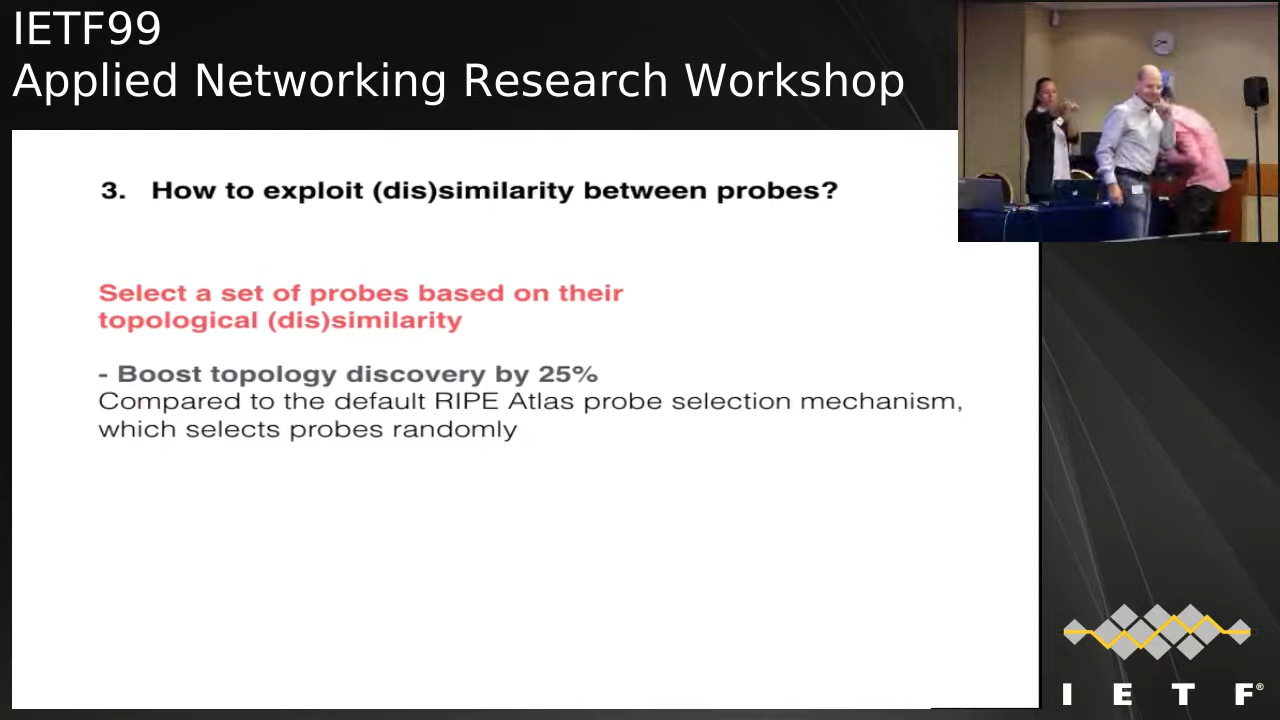 IETF99
Applied Networking Research Workshop
3. How to exploit (dis)similarity between probes?
Select a set of probes based on their
topological (dis)similarity
- Boost topology discovery by 25%
Compared to the default RIPE Atlas probe selection mechanism,
which selects probes randomly
I E T F®